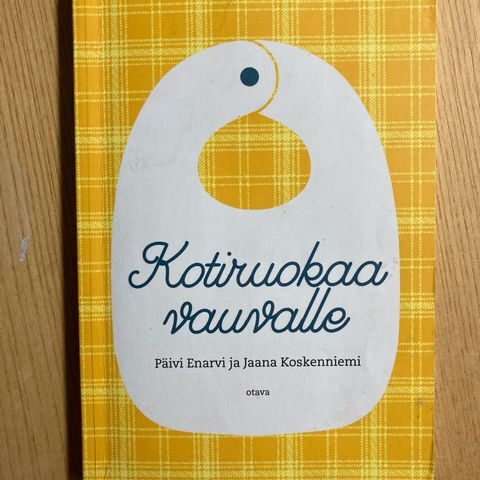 Kotiruokaa
vauvalle
Päivi Enarvi ja Jaana Koskenniemi
otava